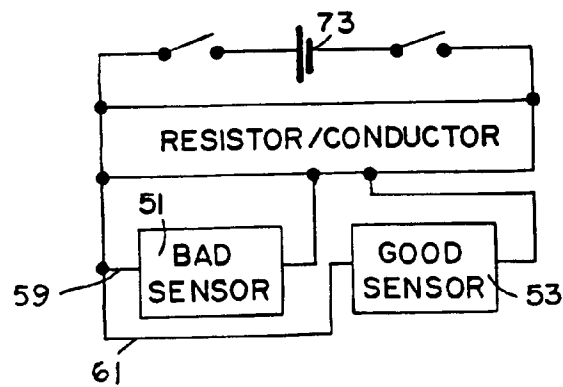 73
RESISTOR/CONDUCTOR
51
BAD
SENSOR
GOOD
SENSOR
59
53
61